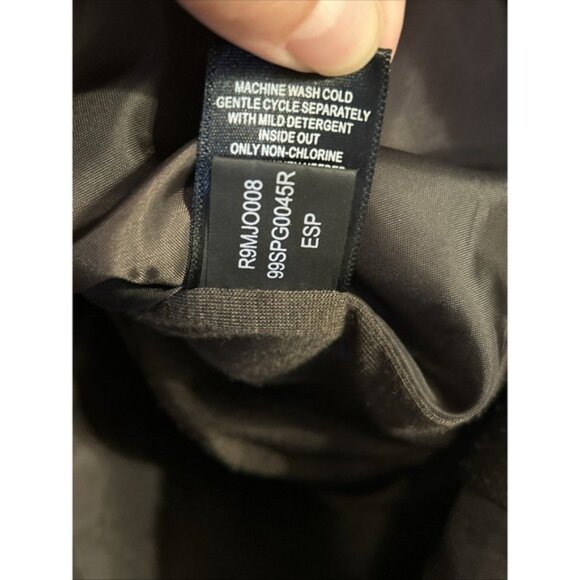 MACHINE WASH COLD
GENTLE CYCLE SEPARATELY
WITH MILD DETERGENT
INSIDE OUT
ONLY NON-CHLORINE
R9MJO008
99SPG0045R
ESP